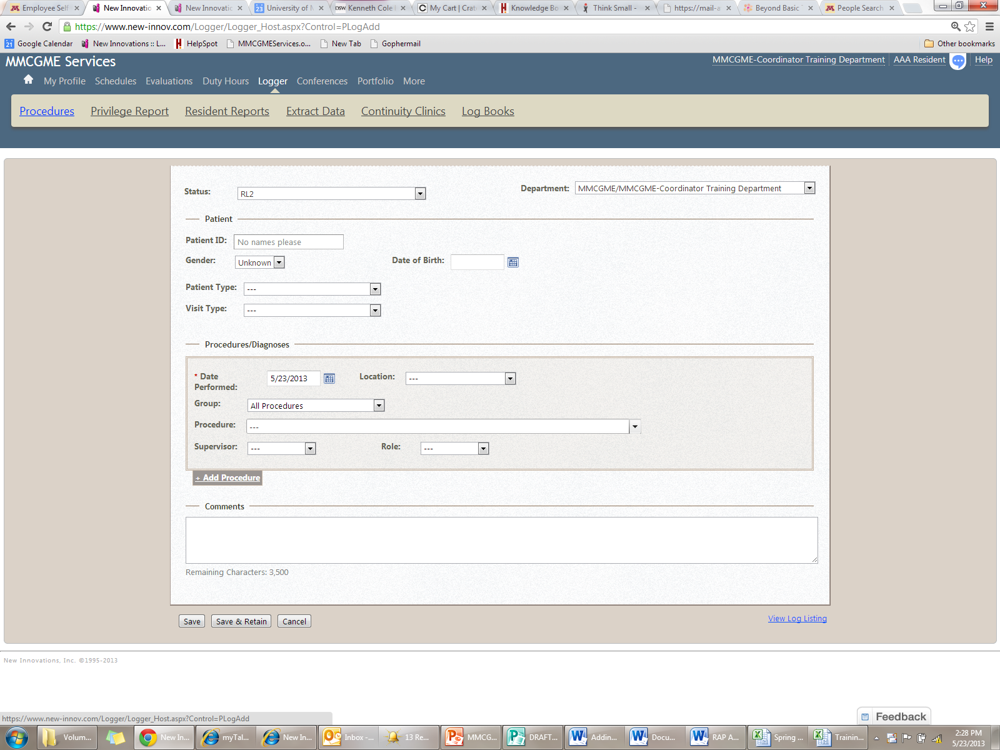 Employee Self
New Innovatio
New Innovatio
University of M
DSW Kenneth Cole
My Cart | Crat
Knowledge Bo
Think Small -
https://mail-a
Beyond Basic
People Search
https://www.new-innov.com/Logger/Logger_Host.aspx?Control=PLogAdd
21 Google Calendar New Innovations :: L... HelpSpot MMCGMEServices.o... New Tab Gophermail Other bookmarks
MMCGME Services
MMCGME-Coordinator Training Department AAA Resident Help
My Profile Schedules Evaluations Duty Hours Logger Conferences Portfolio More
Procedures Privilege Report Resident Reports Extract Data Continuity Clinics Log Books
Status: RL2 Department: MMCGME/MMCGME-Coordinator Training Department
Patient
Patient ID: No names please
Gender: Unknown Date of Birth:
Patient Type: ---
Visit Type: ---
Procedures/Diagnoses
* Date Performed: 5/23/2013 Location: ---
Group: All Procedures
Procedure: ---
Supervisor: --- Role: ---
+ Add Procedure
Comments
Remaining Characters: 3,500
Save Save & Retain Cancel View Log Listing
New Innovations, Inc. ©1995-2013
https://www.new-innov.com/Logger/Logger_Host.aspx?Control=PLogAdd
Feedback
Volum... New In... myTal... New In... Inbox -... 13 Re... MMCG... DRAFT... Addin... Docu... RAP A... Spring ... Trainin... 2:28 PM
5/23/2013